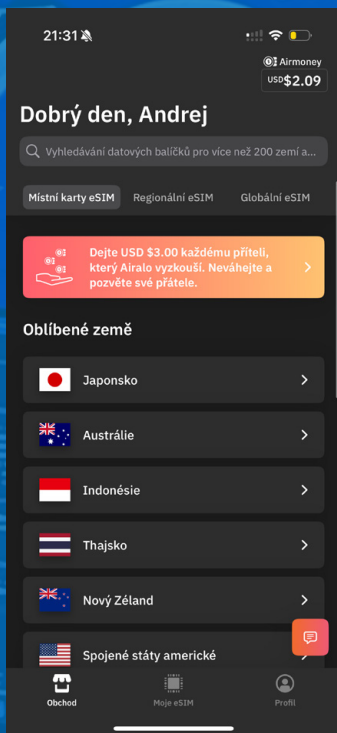 21:31
Airmoney
USD$2.09
Dobrý den, Andrej
Vyhledávání datových balíčků pro více než 200 zemí a...
Místní karty eSIM
Regionální eSIM
Globální eSIM
Dejte USD $3.00 každému příteli,
který Airalo vyzkouší. Neváhejte a
pozvěte své přátele.
Oblíbené země
Japonsko
Austrálie
Indonésie
Thajsko
Nový Zéland
Spojené státy americké
Obchod
Moje eSIM
Profil